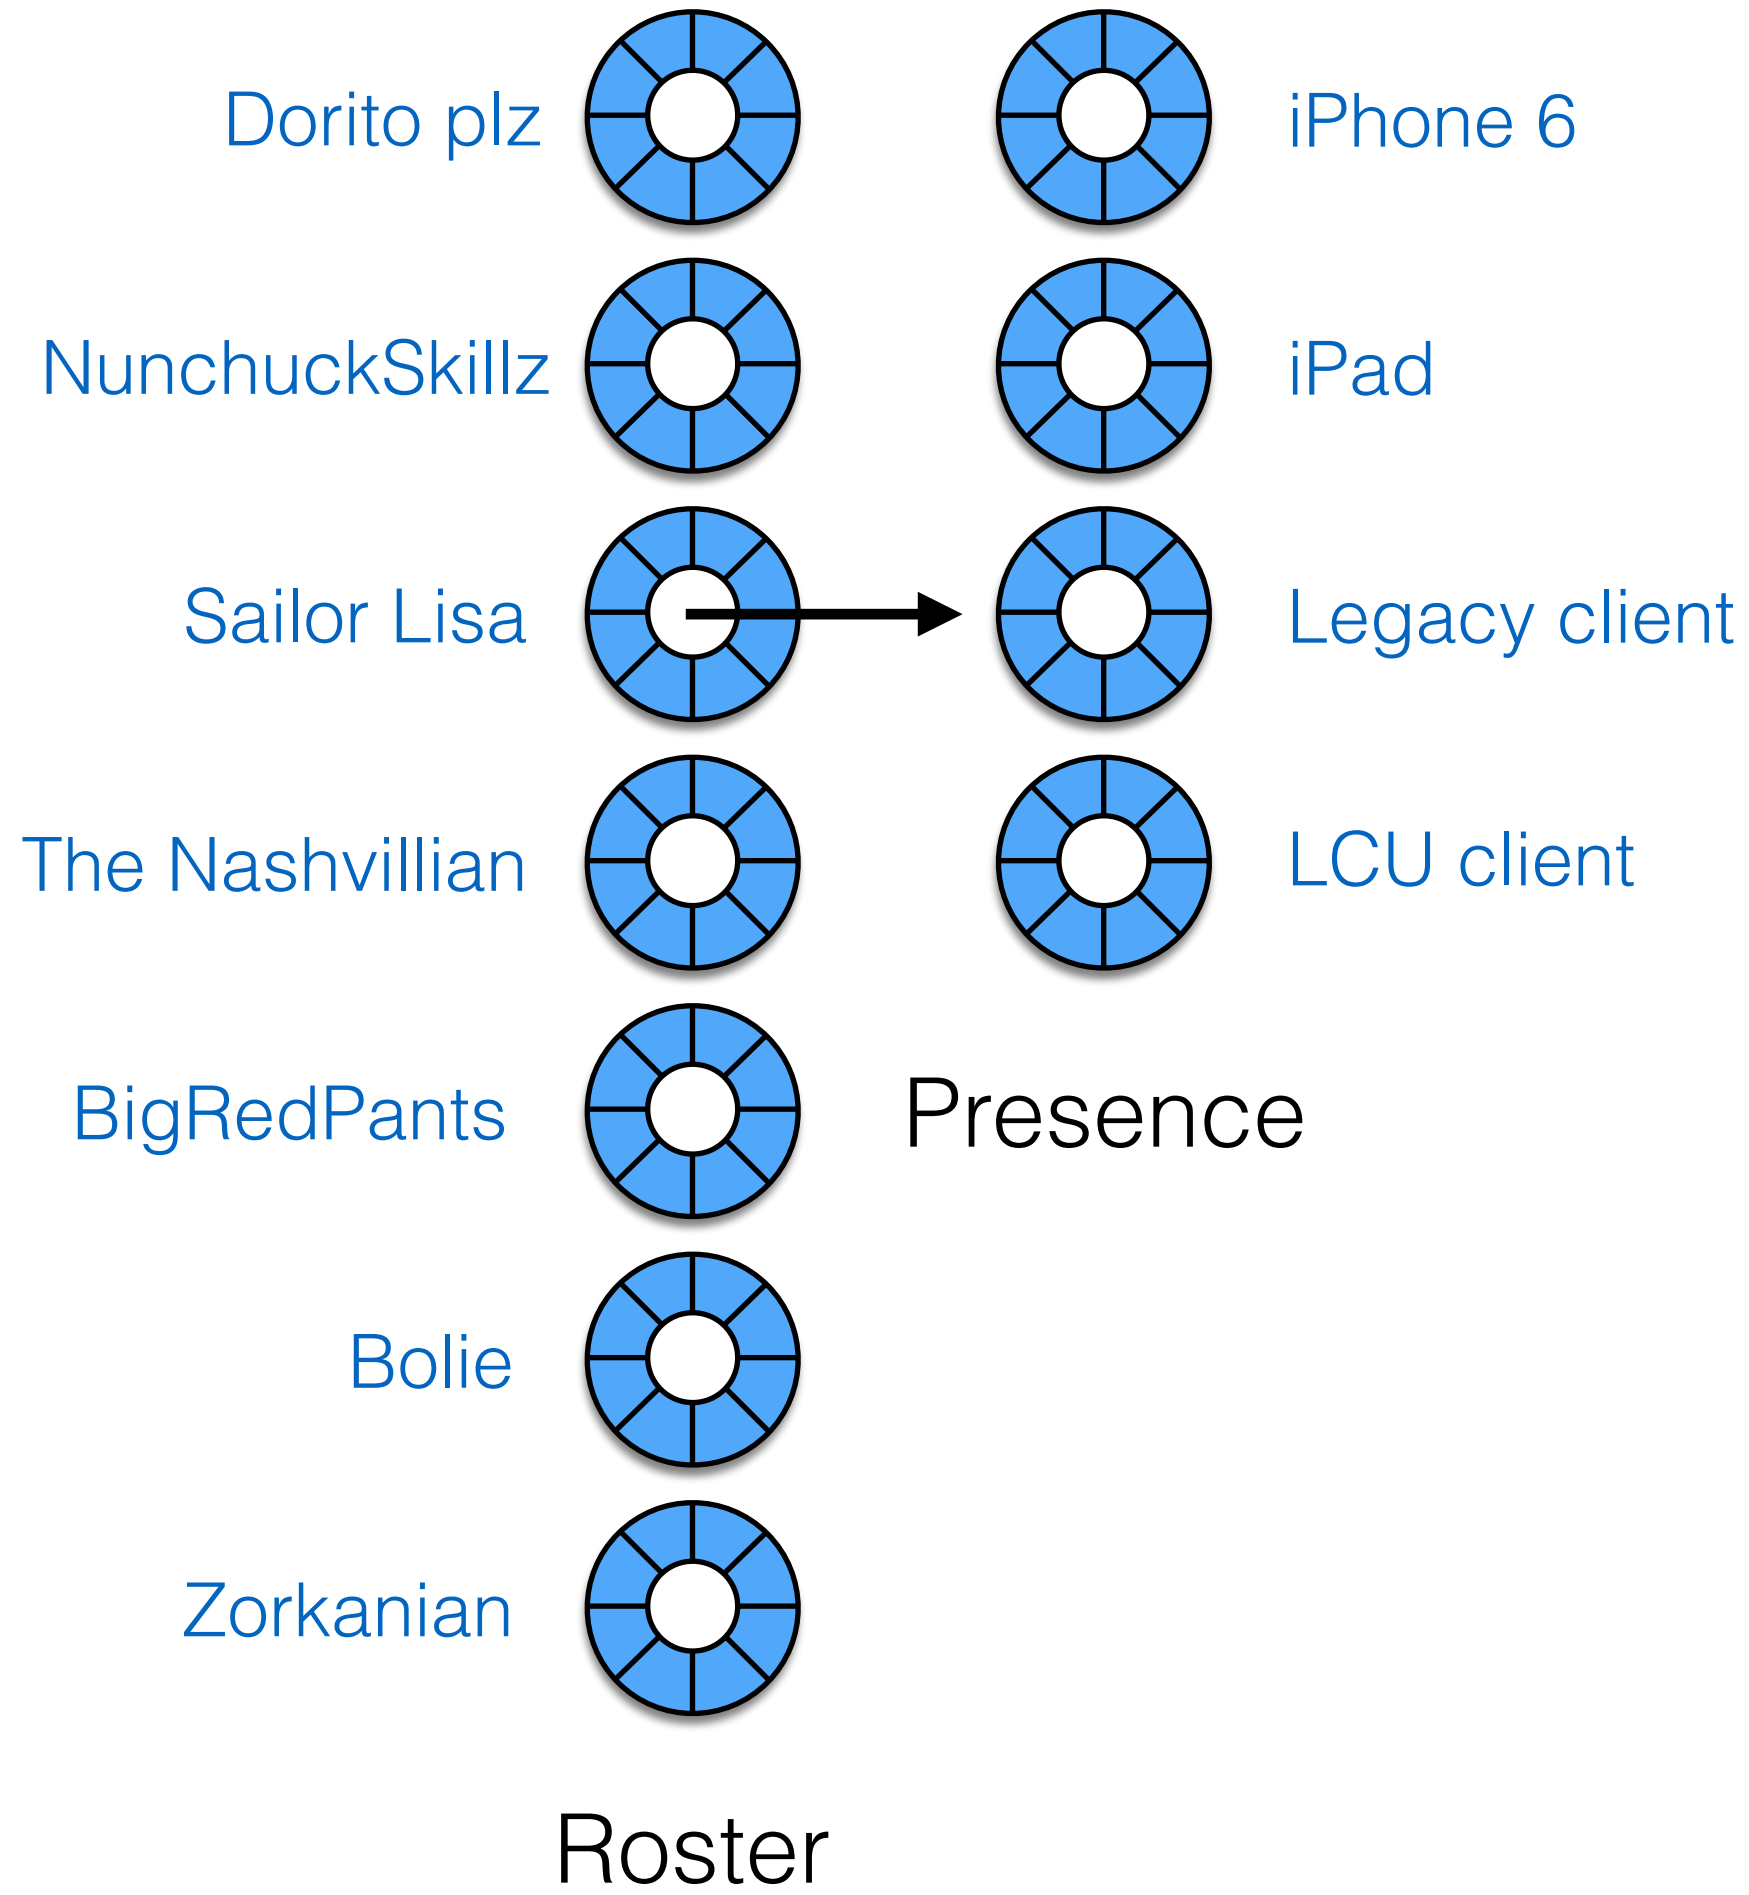 Dorito plz
iPhone 6
NunchuckSkillz
iPad
Sailor Lisa
Legacy client
The Nashvillian
LCU client
BigRedPants
Presence
Bolie
Zorkanian
Roster